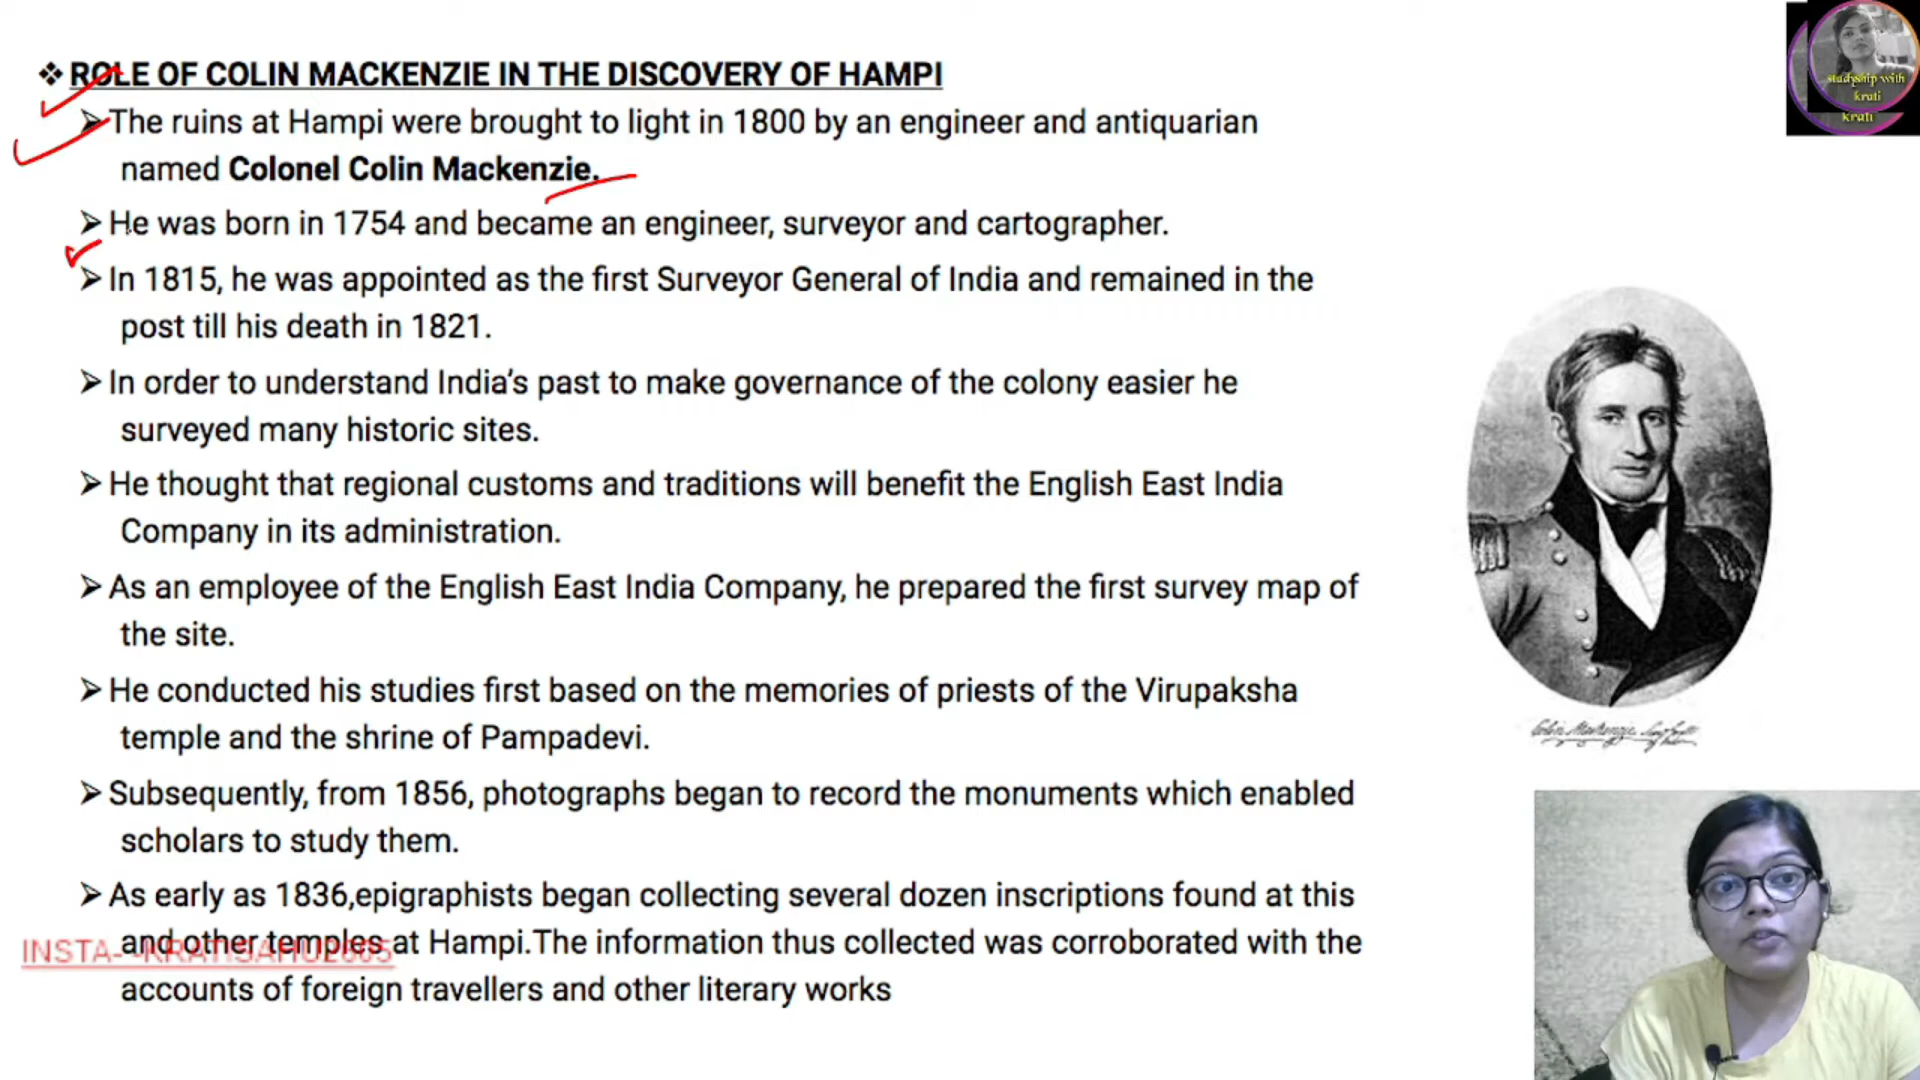 ❖ ROLE OF COLIN MACKENZIE IN THE DISCOVERY OF HAMPI
➢ The ruins at Hampi were brought to light in 1800 by an engineer and antiquarian
named Colonel Colin Mackenzie.
➢ He was born in 1754 and became an engineer, surveyor and cartographer.
➢ In 1815, he was appointed as the first Surveyor General of India and remained in the
post till his death in 1821.
➢ In order to understand India's past to make governance of the colony easier he
surveyed many historic sites.
➢ He thought that regional customs and traditions will benefit the English East India
Company in its administration.
➢ As an employee of the English East India Company, he prepared the first survey map of
the site.
➢ He conducted his studies first based on the memories of priests of the Virupaksha
temple and the shrine of Pampadevi.
➢ Subsequently, from 1856, photographs began to record the monuments which enabled
scholars to study them.
➢ As early as 1836,epigraphists began collecting several dozen inscriptions found at this
and other temples at Hampi.The information thus collected was corroborated with the
accounts of foreign travellers and other literary works
INSTA- -KRATISAHU2605
studyship with
krati
krati
Colin Mackenzie